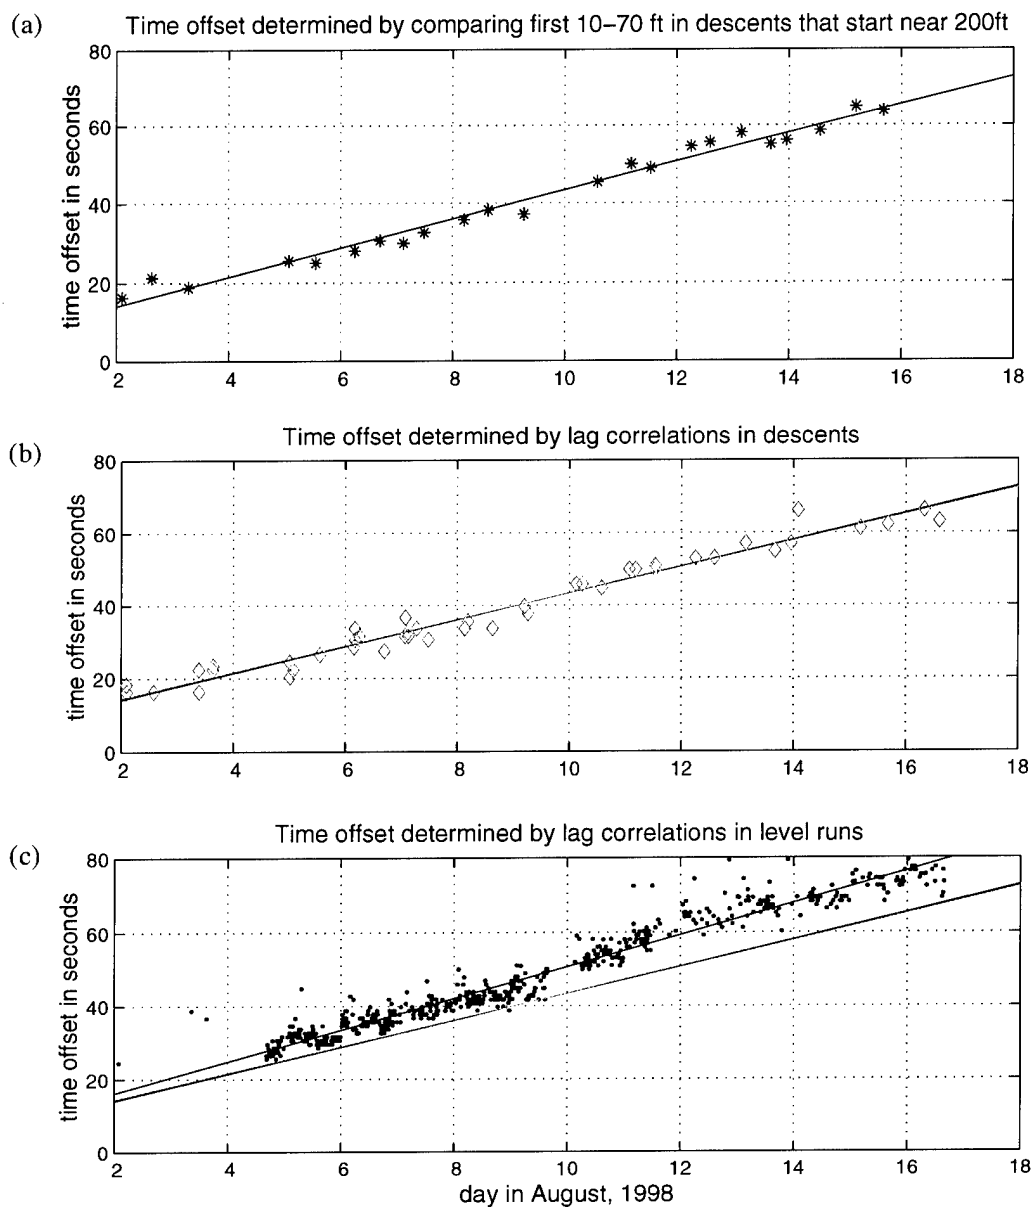 (a)
Time offset determined by comparing first 10–70 ft in descents that start near 200ft
time offset in seconds
80
60
40
20
0
2 4 6 8 10 12 14 16 18
(b)
Time offset determined by lag correlations in descents
time offset in seconds
80
60
40
20
0
2 4 6 8 10 12 14 16 18
(c)
Time offset determined by lag correlations in level runs
time offset in seconds
80
60
40
20
0
2 4 6 8 10 12 14 16 18
day in August, 1998